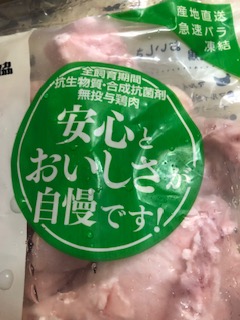 産地直送
急速バラ
凍結
全飼育期間
抗生物質・合成抗菌剤
無投与鶏肉
安心と
おいしさが
自慢です!